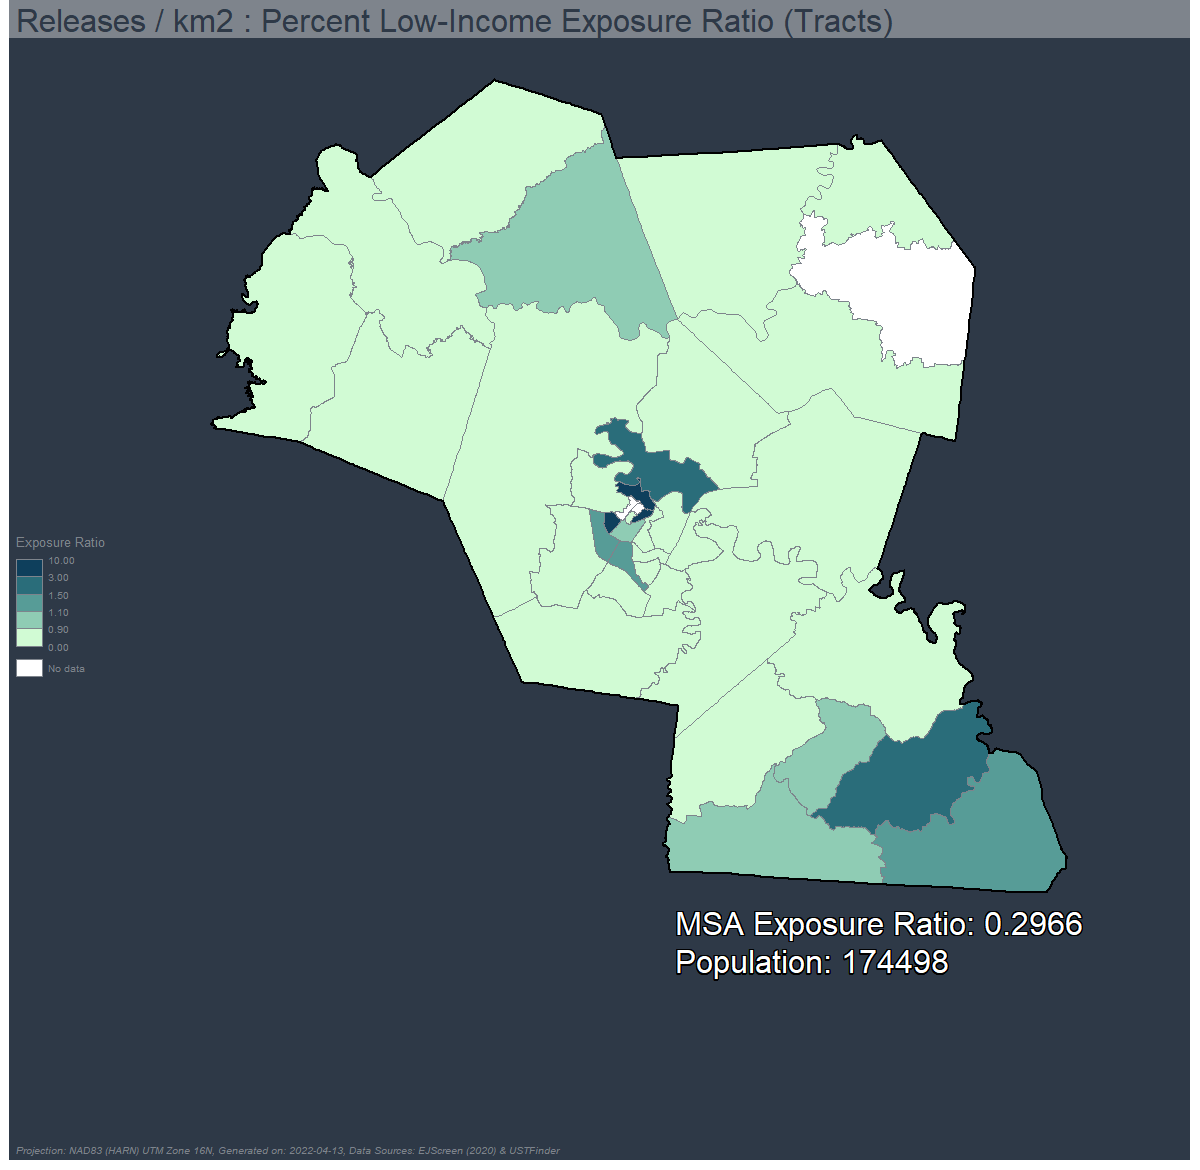 Releases / km2 : Percent Low-Income Exposure Ratio (Tracts)
Exposure Ratio
10.00
3.00
1.50
1.10
0.90
0.00
No data
MSA Exposure Ratio: 0.2966
Population: 174498
Projection: NAD83 (HARN) UTM Zone 16N, Generated on: 2022-04-13, Data Sources: EJScreen (2020) & USTFinder